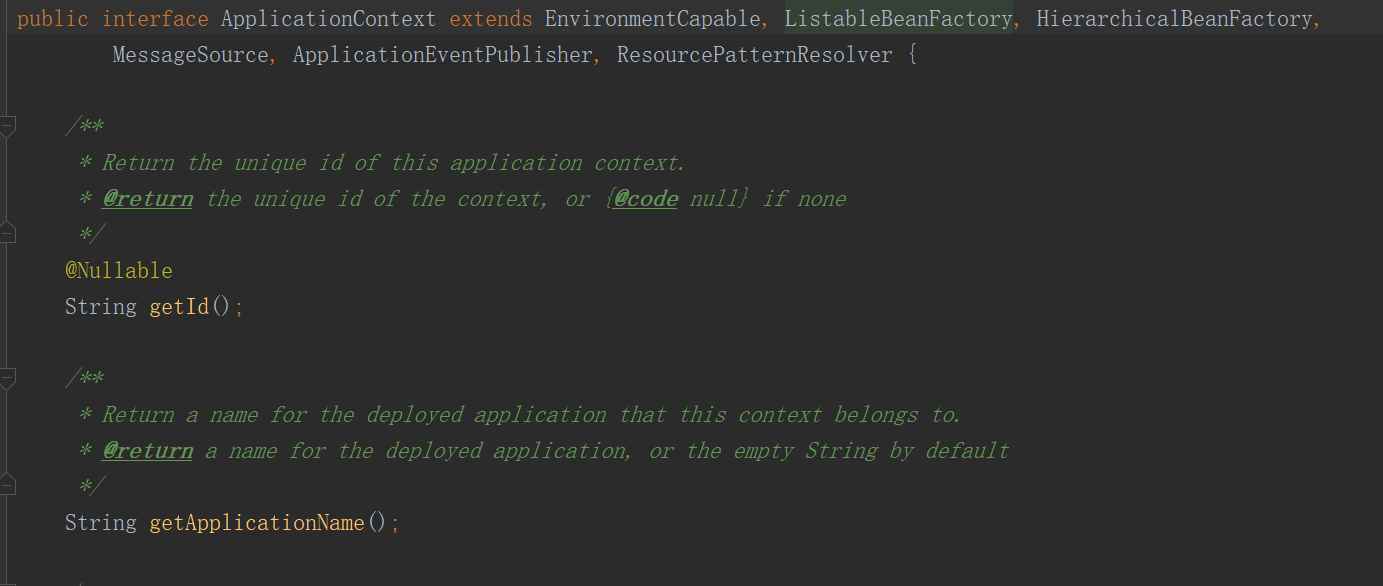 public interface ApplicationContext extends EnvironmentCapable, ListableBeanFactory, HierarchicalBeanFactory,
MessageSource, ApplicationEventPublisher, ResourcePatternResolver {
/**
* Return the unique id of this application context.
* @return the unique id of the context, or {@code null} if none
*/
@Nullable
String getId();
/**
* Return a name for the deployed application that this context belongs to.
* @return a name for the deployed application, or the empty String by default
*/
String getApplicationName();